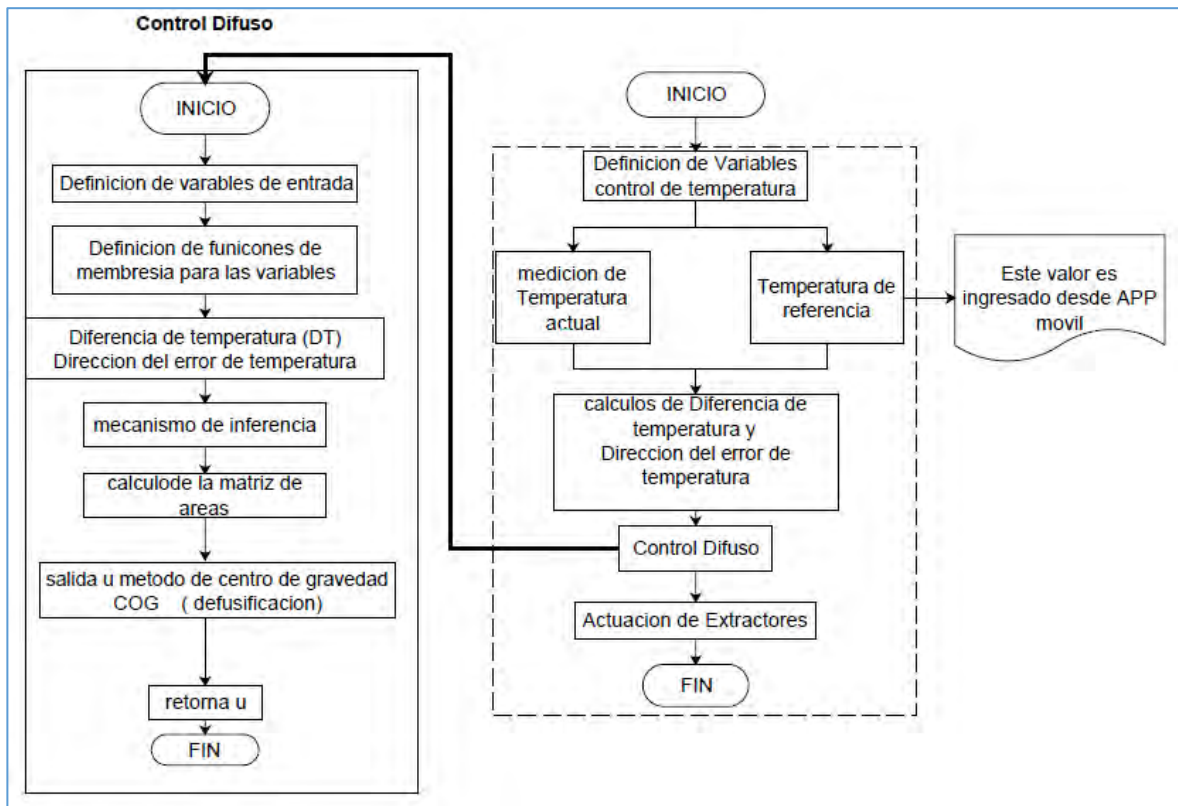 Control Difuso
INICIO
Definicion de varables de entrada
Definicion de funicones de
membresia para las variables
Diferencia de temperatura (DT)
Direccion del error de temperatura
mecanismo de inferencia
calculode la matriz de
areas
salida u metodo de centro de gravedad
COG ( defusificacion)
retorna u
FIN
INICIO
Definicion de Variables
control de temperatura
medicion de
Temperatura
actual
Temperatura de
referencia
Este valor es
ingresado desde APP
movil
calculos de Diferencia de
temperatura y
Direccion del error de
temperatura
Control Difuso
Actuacion de Extractores
FIN